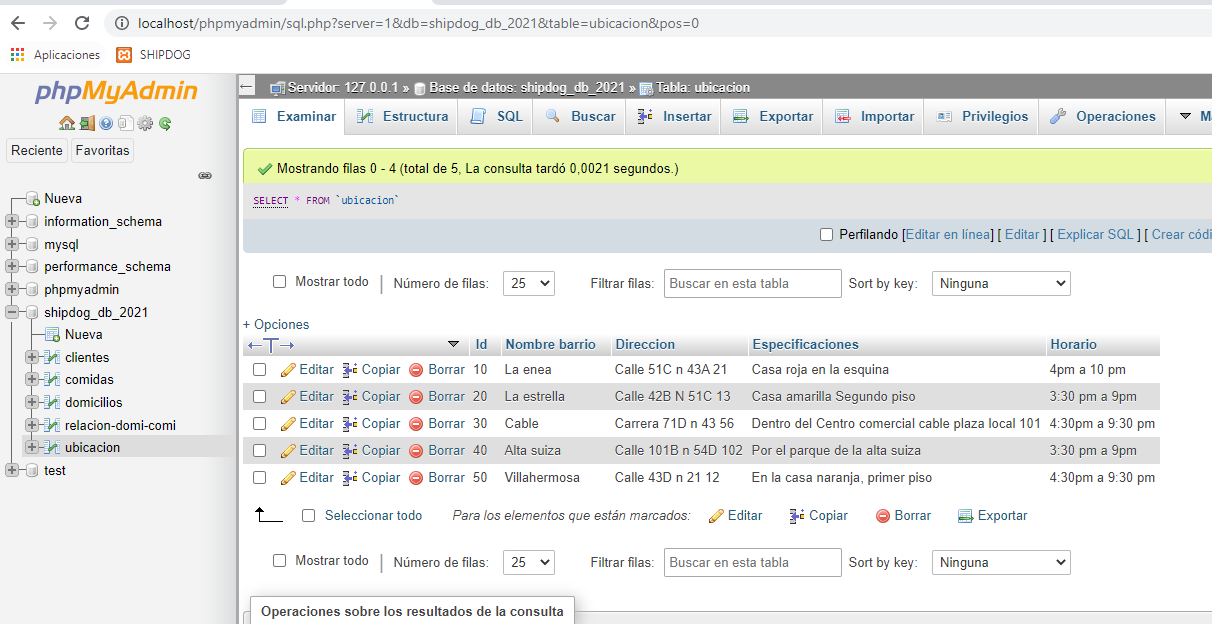 localhost/phpmyadmin/sql.php?server=1&db=shipdog_db_2021&table=ubicacion&pos=0
Aplicaciones SHIPDOG
phpMyAdmin
Reciente Favoritas
Nueva
information_schema
mysql
performance_schema
phpmyadmin
shipdog_db_2021
Nueva
clientes
comidas
domicilios
relacion-domi-comi
ubicacion
test
Servidor: 127.0.0.1 » Base de datos: shipdog_db_2021 » Tabla: ubicacion
Examinar Estructura SQL Buscar Insertar Exportar Importar Privilegios Operaciones M
Mostrando filas 0 - 4 (total de 5, La consulta tardó 0,0021 segundos.)
SELECT * FROM `ubicacion`
Perfilando [Editar en línea] [ Editar ] [ Explicar SQL ] [ Crear códi
Mostrar todo | Número de filas: 25 Filtrar filas: Buscar en esta tabla Sort by key: Ninguna
+ Opciones
←T→ Id Nombre barrio Direccion Especificaciones Horario
Editar Copiar Borrar 10 La enea Calle 51C n 43A 21 Casa roja en la esquina 4pm a 10 pm
Editar Copiar Borrar 20 La estrella Calle 42B N 51C 13 Casa amarilla Segundo piso 3:30 pm a 9pm
Editar Copiar Borrar 30 Cable Carrera 71D n 43 56 Dentro del Centro comercial cable plaza local 101 4:30pm a 9:30 pm
Editar Copiar Borrar 40 Alta suiza Calle 101B n 54D 102 Por el parque de la alta suiza 3:30 pm a 9pm
Editar Copiar Borrar 50 Villahermosa Calle 43D n 21 12 En la casa naranja, primer piso 4:30pm a 9:30 pm
Seleccionar todo Para los elementos que están marcados: Editar Copiar Borrar Exportar
Mostrar todo | Número de filas: 25 Filtrar filas: Buscar en esta tabla Sort by key: Ninguna
Operaciones sobre los resultados de la consulta